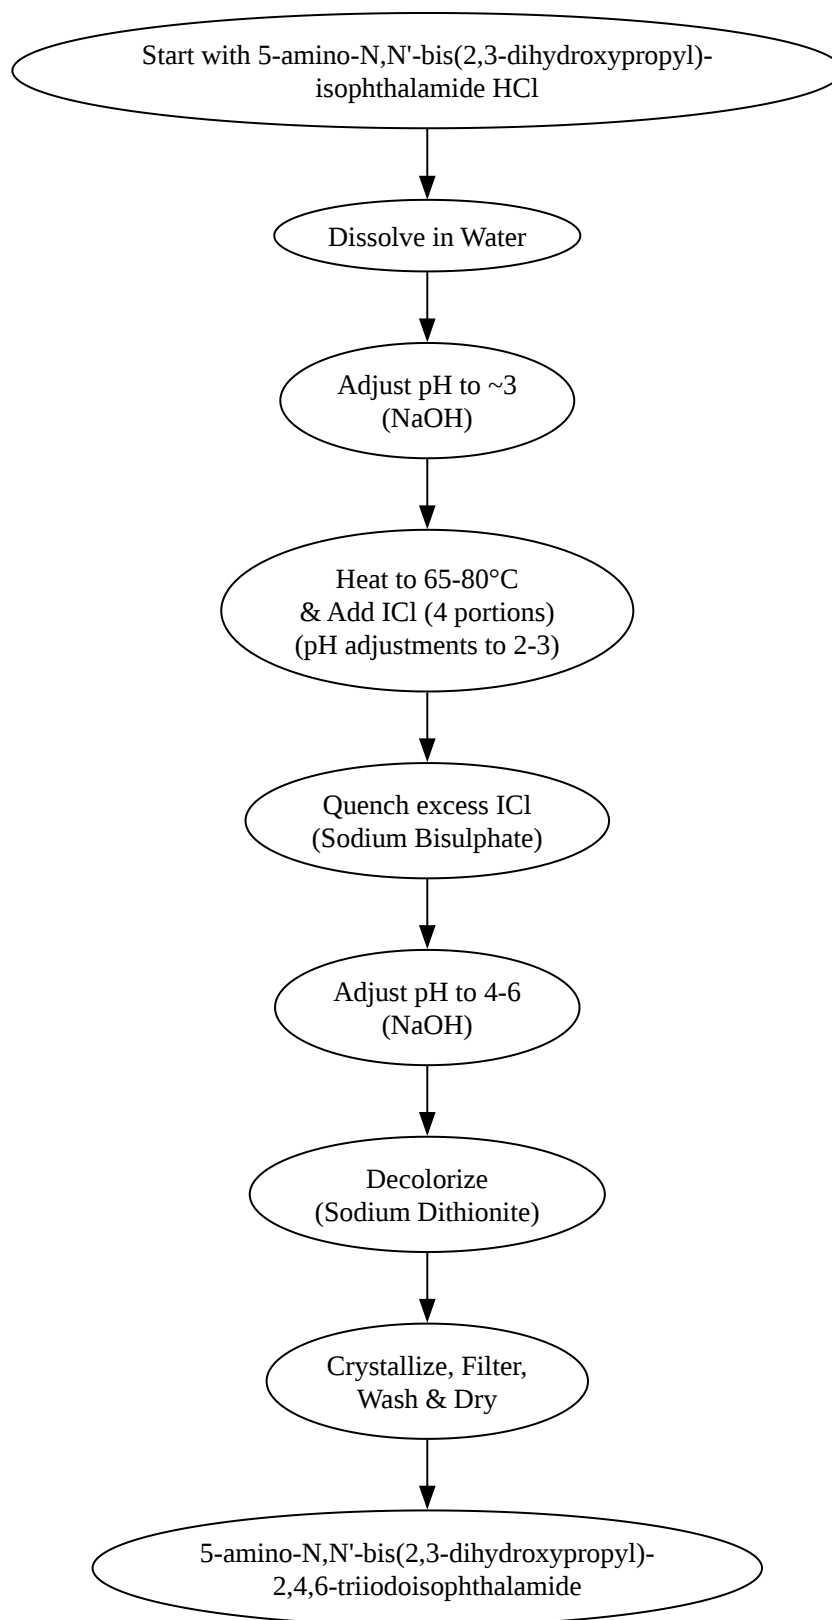 Start with 5-amino-N,N'-bis(2,3-dihydroxypropyl)-
isophthalamide HCl
Dissolve in Water
Adjust pH to ~3
(NaOH)
Heat to 65-80°C
& Add ICl (4 portions)
(pH adjustments to 2-3)
Quench excess ICl
(Sodium Bisulphate)
Adjust pH to 4-6
(NaOH)
Decolorize
(Sodium Dithionite)
Crystallize, Filter,
Wash & Dry
5-amino-N,N'-bis(2,3-dihydroxypropyl)-
2,4,6-triiodoisophthalamide